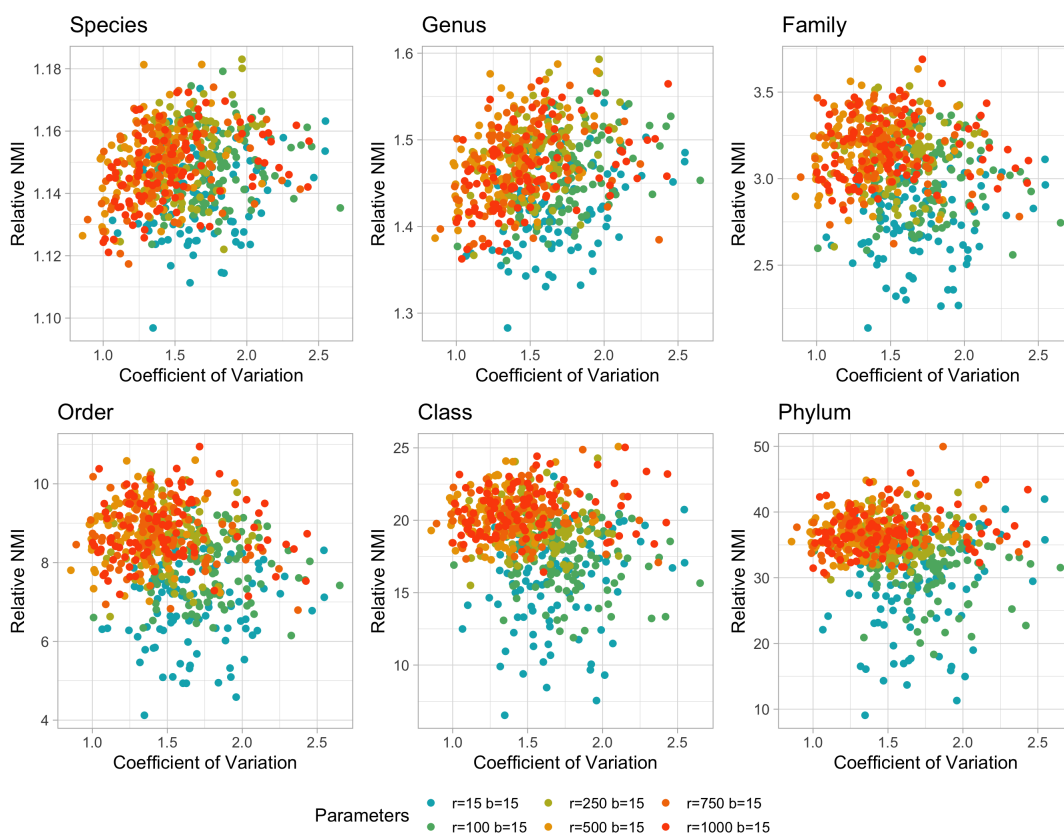 Species
Genus
Family
Relative NMI
1.18
1.16
1.14
1.12
1.10
1.0 1.5 2.0 2.5
Coefficient of Variation
Relative NMI
1.6
1.5
1.4
1.3
1.0 1.5 2.0 2.5
Coefficient of Variation
Relative NMI
3.5
3.0
2.5
1.0 1.5 2.0 2.5
Coefficient of Variation
Order
Class
Phylum
Relative NMI
10
8
6
4
1.0 1.5 2.0 2.5
Coefficient of Variation
Relative NMI
25
20
15
10
1.0 1.5 2.0 2.5
Coefficient of Variation
Relative NMI
50
40
30
20
10
1.0 1.5 2.0 2.5
Coefficient of Variation
Parameters
r=15 b=15 r=250 b=15 r=750 b=15
r=100 b=15 r=500 b=15 r=1000 b=15